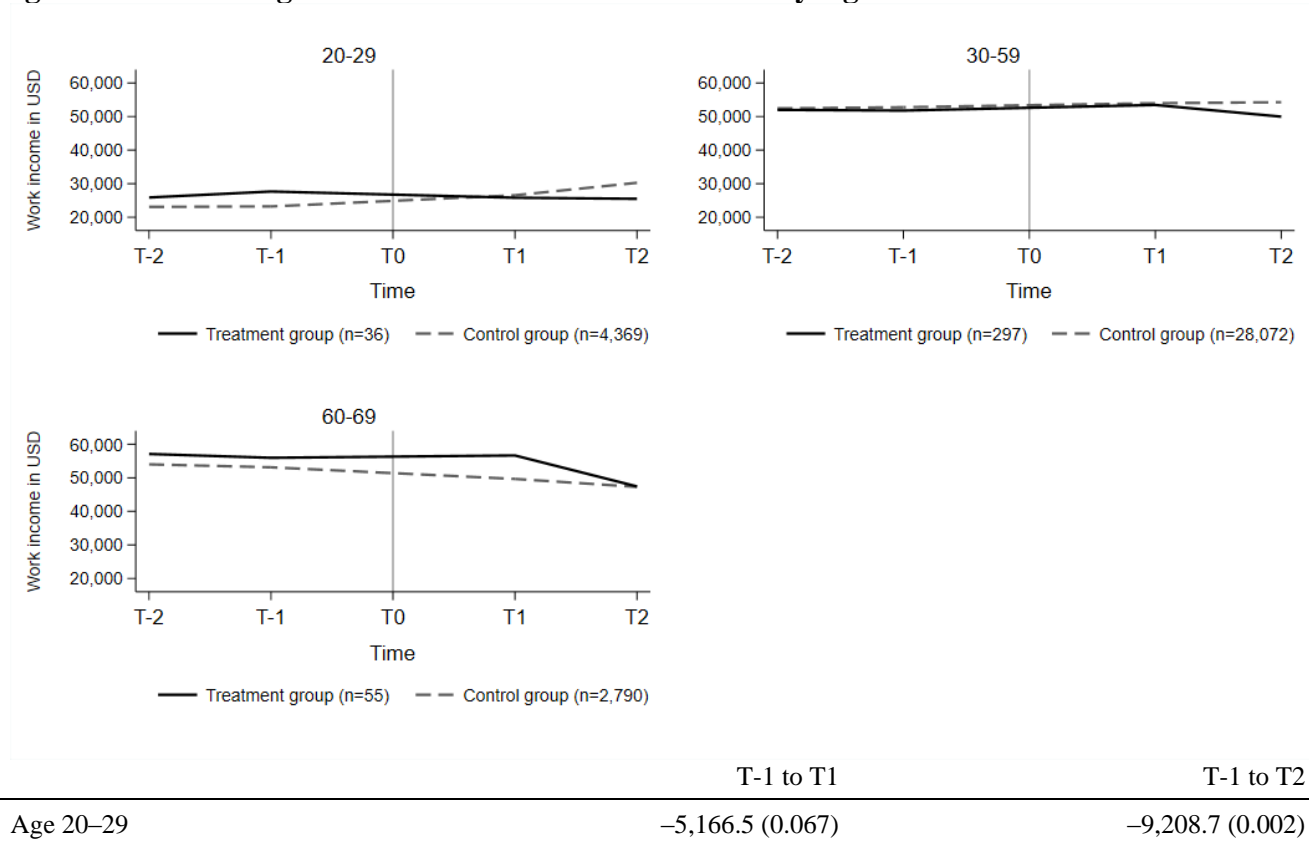 20-29
Work income in USD
60,000
50,000
40,000
30,000
20,000
T-2 T-1 T0 T1 T2
Time
Treatment group (n=36) Control group (n=4,369)
30-59
60,000
50,000
40,000
30,000
20,000
T-2 T-1 T0 T1 T2
Time
Treatment group (n=297) Control group (n=28,072)
60-69
Work income in USD
60,000
50,000
40,000
30,000
20,000
T-2 T-1 T0 T1 T2
Time
Treatment group (n=55) Control group (n=2,790)
T-1 to T1 T-1 to T2
Age 20–29 –5,166.5 (0.067) –9,208.7 (0.002)